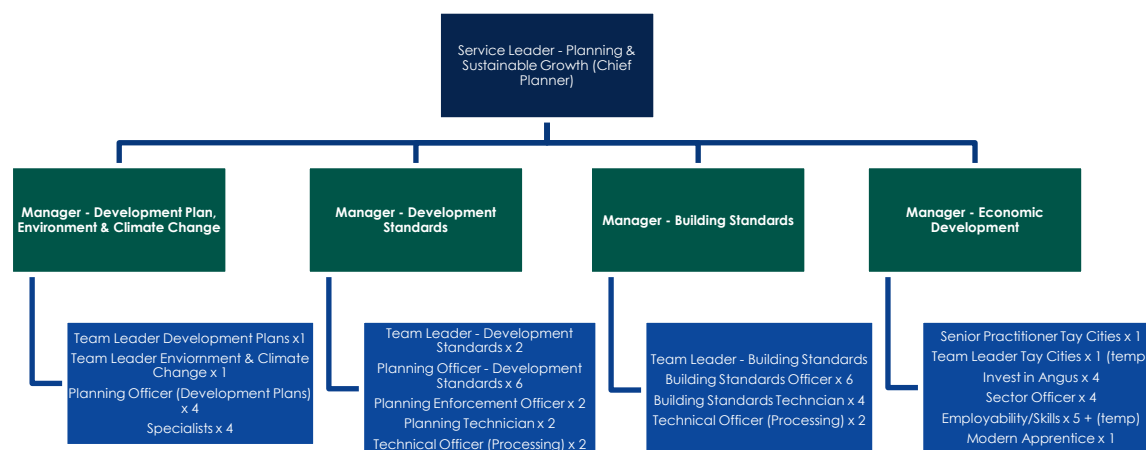 Service Leader - Planning &
Sustainable Growth (Chief
Planner)
Manager - Development Plan,
Environment & Climate Change
Manager - Development
Standards
Manager - Building Standards
Manager - Economic
Development
Team Leader Development Plans x1
Team Leader Enviornment & Climate
Change x 1
Planning Officer (Development Plans)
x 4
Specialists x 4
Team Leader - Development
Standards x 2
Planning Officer - Development
Standards x 6
Planning Enforcement Officer x 2
Planning Technician x 2
Technical Officer (Processing) x 2
Team Leader - Building Standards
Building Standards Officer x 6
Building Standards Techncian x 4
Technical Officer (Processing) x 2
Senior Practitioner Tay Cities x 1
Team Leader Tay Cities x 1 (temp
Invest in Angus x 4
Sector Officer x 4
Employability/Skills x 5 + (temp)
Modern Apprentice x 1